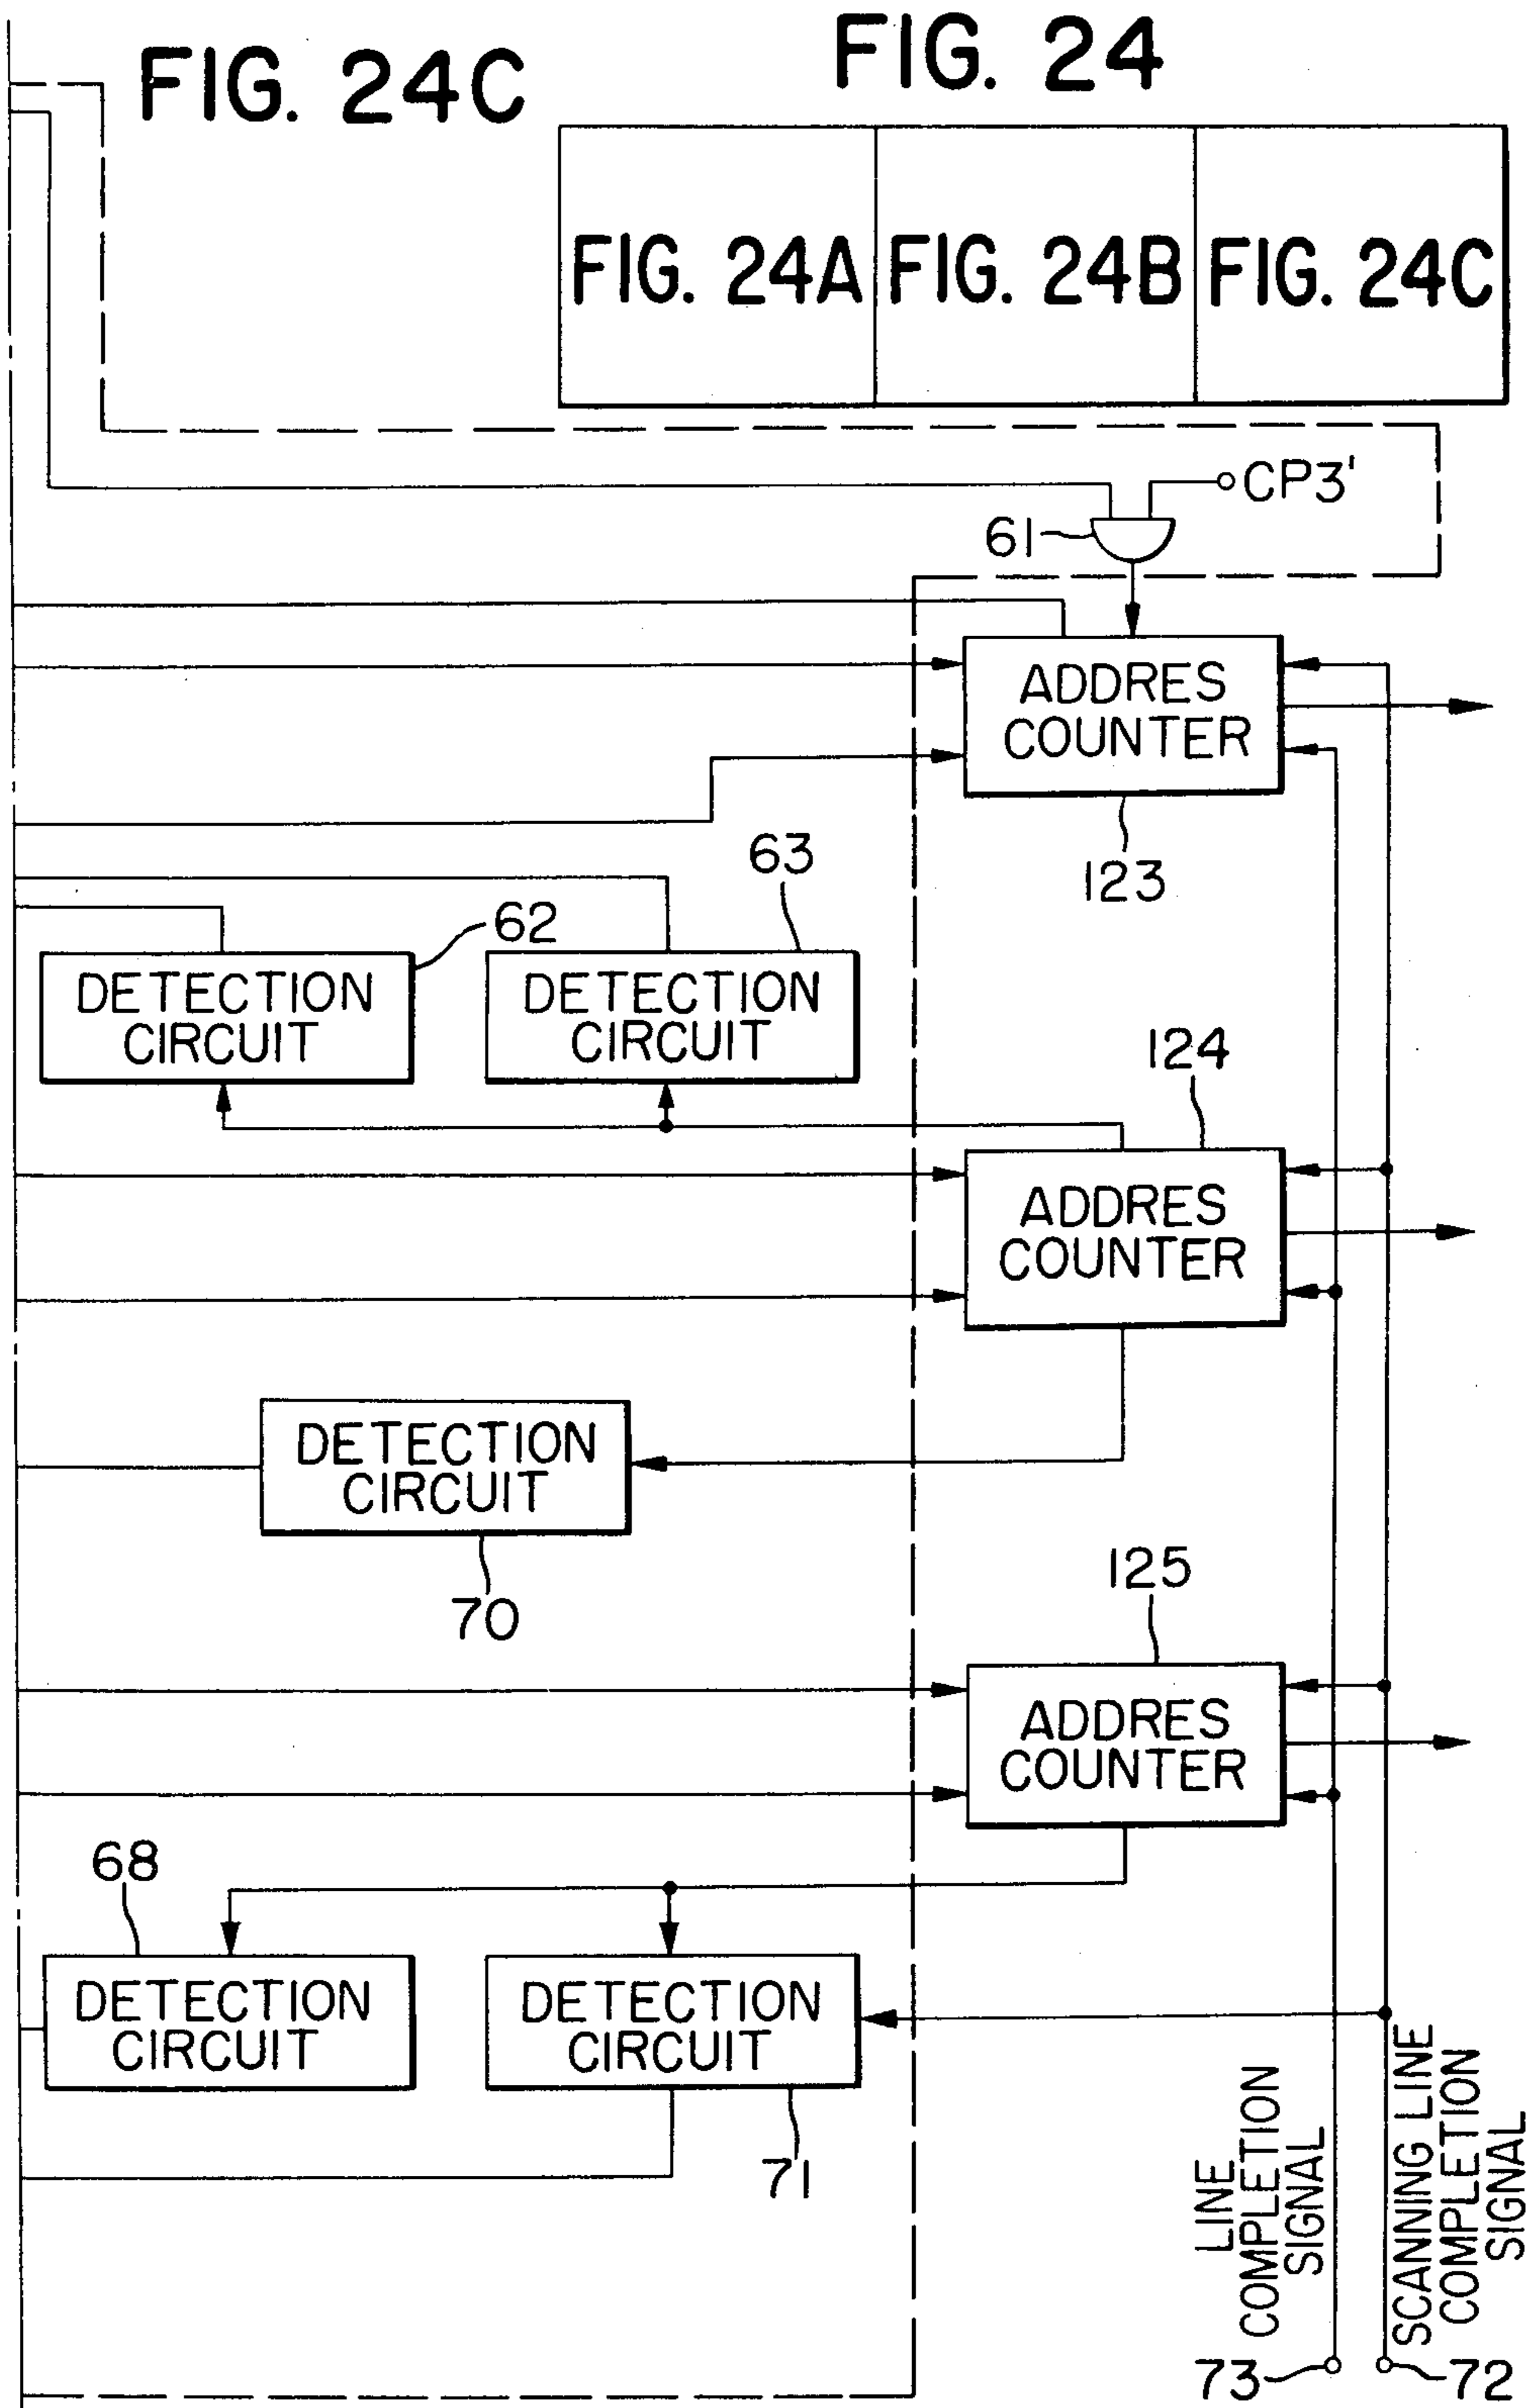 FIG. 24C
FIG. 24
FIG. 24A
FIG. 24B
FIG. 24C
CP3'
61
ADDRES
COUNTER
123
63
62
DETECTION
CIRCUIT
DETECTION
CIRCUIT
124
ADDRES
COUNTER
DETECTION
CIRCUIT
70
125
ADDRES
COUNTER
68
DETECTION
CIRCUIT
DETECTION
CIRCUIT
71
LINE
COMPLETION
SIGNAL
SCANNING LINE
COMPLETION
SIGNAL
73
72